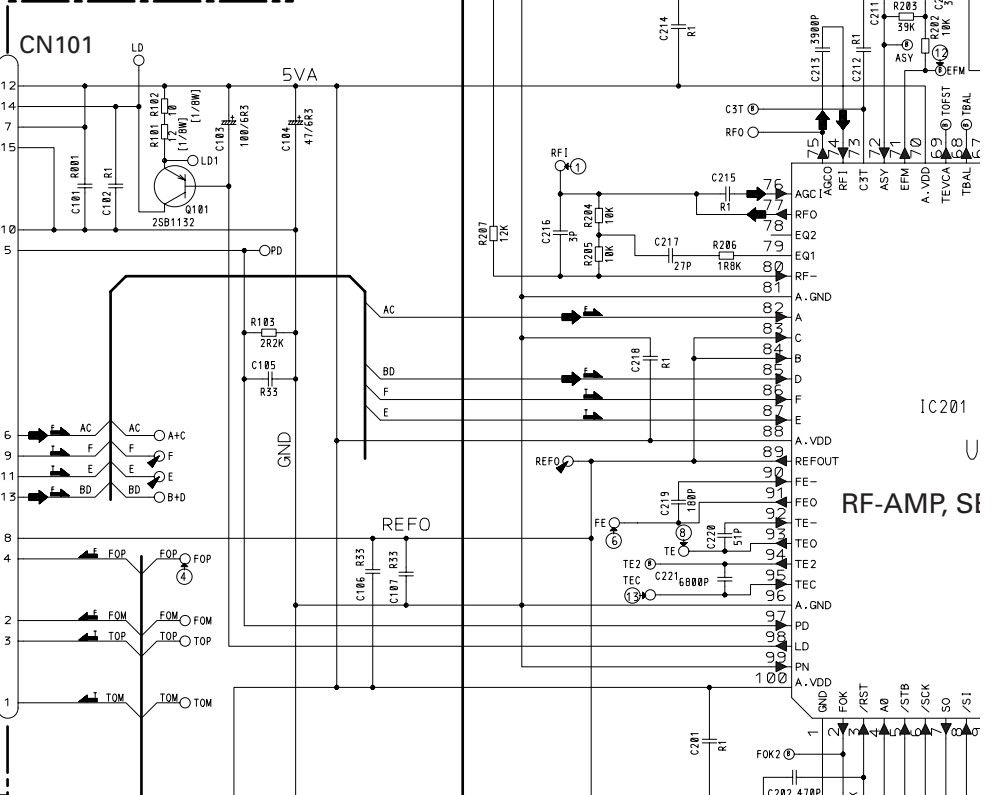 CN101
LD
5VA
12
14
7
15
10
5
R102
10
[1/8W]
R101
12
[1/8W]
C103
100/6R3
C104
47/6R3
C101 R001
C102 R1
LD1
Q101
2SB1132
PD
R103
2R2K
C105
R33
GND
AC
BD
F
E
6
9
11
13
8
4
2
3
1
F AC AC A+C
T F F F
T E E E
F BD BD B+D
REFO
F FOP FOP FOP
4
F FOM FOM FOM
T TOP TOP TOP
T TOM TOM TOM
C106 R33
C107 R33
C214
R1
R207
12K
RFI
1
C216
3P
R204
10K
R205
10K
C215
R1
C217
27P
R206
1R8K
C218
R1
F
F
T
T
REFO
FE
6
C219
180P
8
TE
C220
51P
TE2
TEC
13
C221
6800P
C201
R1
C213 3900P
C212 R1
C211
R203
39K
R202
10K
ASY
12
EFM
C3T
RFO
TOFST
TBAL
75
74
73
72
71
70
69
68
67
AGCO
RFI
C3T
ASY
EFM
A.VDD
TEVCA
TBAL
76 AGCI
77 RFO
78 EQ2
79 EQ1
80 RF-
81 A.GND
82 A
83 C
84 B
85 D
86 F
87 E
88 A.VDD
89 REFOUT
90 FE-
91 FEO
92 TE-
93 TEO
94 TE2
95 TEC
96 A.GND
97 PD
98 LD
99 PN
100 A.VDD
IC201
RF-AMP, SE
GND
FOK
/RST
A0
/STB
/SCK
SO
/SI
1
2
3
4
5
6
7
8
9
FOK2
C202 470P